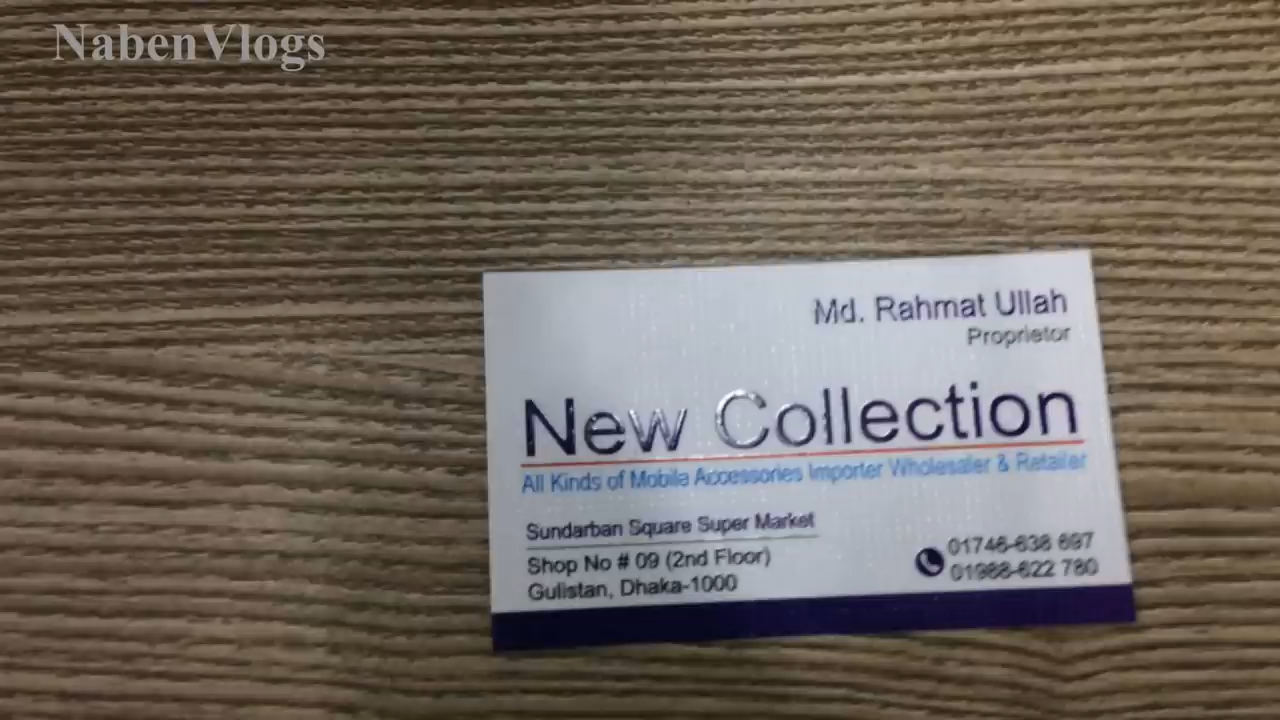 NabenVlogs
Md. Rahmat Ullah
Proprietor
New Collection
All Kinds of Mobile Accessories Importer Wholesaler & Retailer
Sundarban Square Super Market
Shop No # 09 (2nd Floor)
Gulistan, Dhaka-1000
01746-638 697
01988-622 780